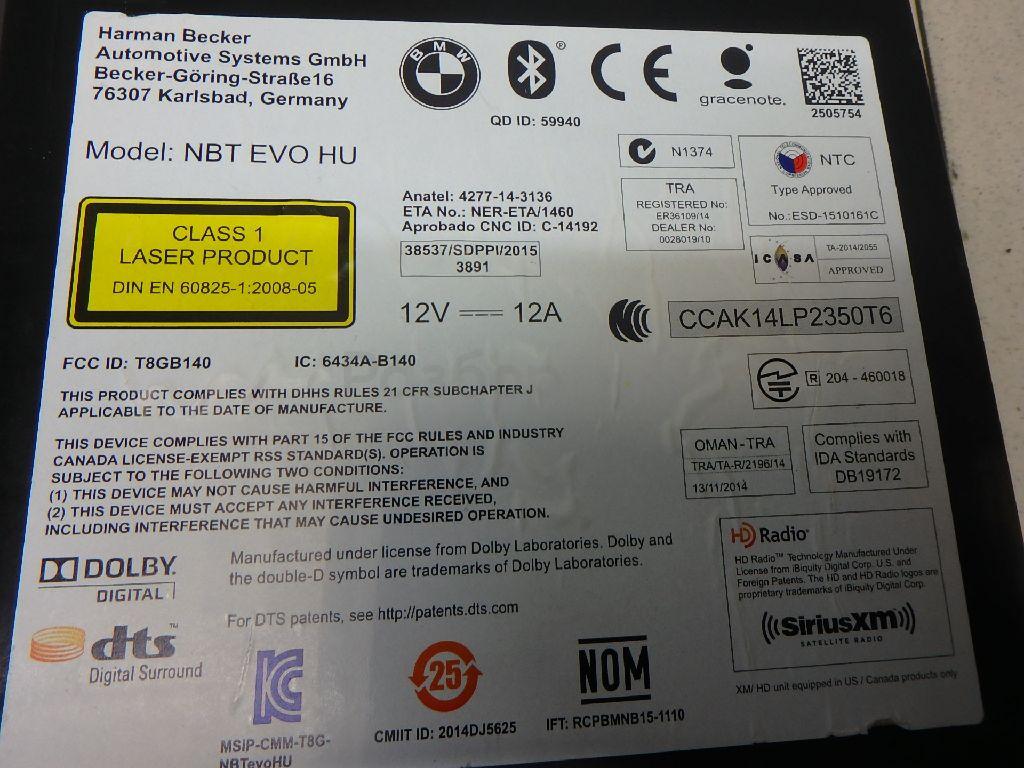 Harman Becker
Automotive Systems GmbH
Becker-Göring-Straße16
76307 Karlsbad, Germany
BMW
®
QD ID: 59940
CE
gracenote.
2505754
Model: NBT EVO HU
N1374
NTC
Type Approved
No.:ESD-1510161C
TRA
REGISTERED No:
ER36109/14
DEALER No:
0028019/10
Anatel: 4277-14-3136
ETA No.: NER-ETA/1460
Aprobado CNC ID: C-14192
38537/SDPPI/2015
3891
ICASA
TA-2014/2055
APPROVED
CLASS 1
LASER PRODUCT
DIN EN 60825-1:2008-05
12V 12A
CCAK14LP2350T6
FCC ID: T8GB140 IC: 6434A-B140
R 204 - 460018
THIS PRODUCT COMPLIES WITH DHHS RULES 21 CFR SUBCHAPTER J
APPLICABLE TO THE DATE OF MANUFACTURE.
THIS DEVICE COMPLIES WITH PART 15 OF THE FCC RULES AND INDUSTRY
CANADA LICENSE-EXEMPT RSS STANDARD(S). OPERATION IS
SUBJECT TO THE FOLLOWING TWO CONDITIONS:
(1) THIS DEVICE MAY NOT CAUSE HARMFUL INTERFERENCE, AND
(2) THIS DEVICE MUST ACCEPT ANY INTERFERENCE RECEIVED,
INCLUDING INTERFERENCE THAT MAY CAUSE UNDESIRED OPERATION.
OMAN-TRA
TRA/TA-R/2196/14
13/11/2014
Complies with
IDA Standards
DB19172
DOLBY
DIGITAL
Manufactured under license from Dolby Laboratories. Dolby and
the double-D symbol are trademarks of Dolby Laboratories.
For DTS patents, see http://patents.dts.com
HD Radio
HD Radio™ Technology Manufactured Under
License from iBiquity Digital Corp. U.S. and
Foreign Patents. The HD and HD Radio logos are
proprietary trademarks of iBiquity Digital Corp.
SiriusXM
SATELLITE RADIO
XM/ HD unit equipped in US / Canada products only
dts™
Digital Surround
MSIP-CMM-T8G-
NBTevoHU
25
CMIIT ID: 2014DJ5625
NOM
IFT: RCPBMNB15-1110